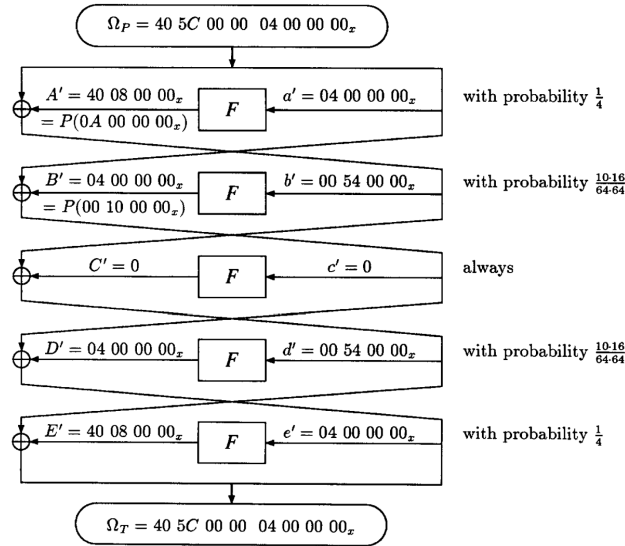 Ω_P = 40 5C 00 00 04 00 00 00_x
A′ = 40 08 00 00_x F a′ = 04 00 00 00_x with probability 1/4
= P(0A 00 00 00_x)
B′ = 04 00 00 00_x F b′ = 00 54 00 00_x with probability 10·16/64·64
= P(00 10 00 00_x)
C′ = 0 F c′ = 0 always
D′ = 04 00 00 00_x F d′ = 00 54 00 00_x with probability 10·16/64·64
E′ = 40 08 00 00_x F e′ = 04 00 00 00_x with probability 1/4
Ω_T = 40 5C 00 00 04 00 00 00_x